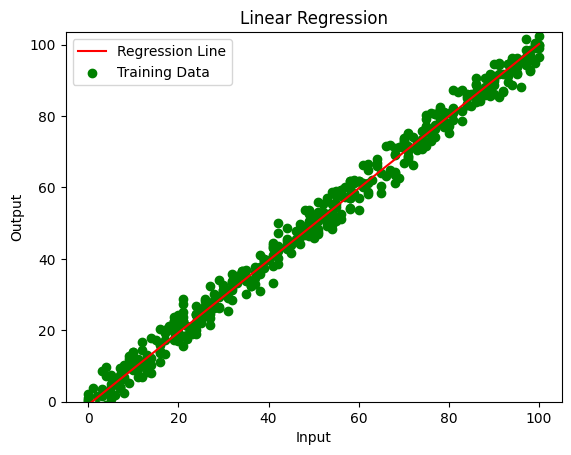 Linear Regression
Regression Line
Training Data
100
80
60
40
20
0
Output
0 20 40 60 80 100
Input